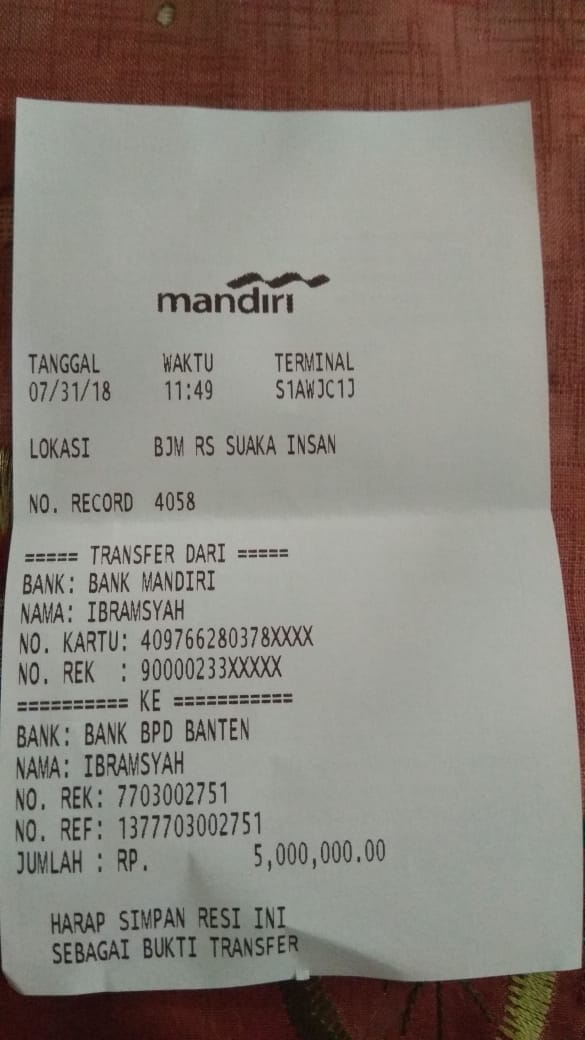 mandiri
TANGGAL WAKTU TERMINAL
07/31/18 11:49 S1AWJC1J
LOKASI BJM RS SUAKA INSAN
NO. RECORD 4058
===== TRANSFER DARI =====
BANK: BANK MANDIRI
NAMA: IBRAMSYAH
NO. KARTU: 409766280378XXXX
NO. REK : 90000233XXXXX
========== KE ===========
BANK: BANK BPD BANTEN
NAMA: IBRAMSYAH
NO. REK: 7703002751
NO. REF: 1377703002751
JUMLAH : RP. 5,000,000.00
HARAP SIMPAN RESI INI
SEBAGAI BUKTI TRANSFER